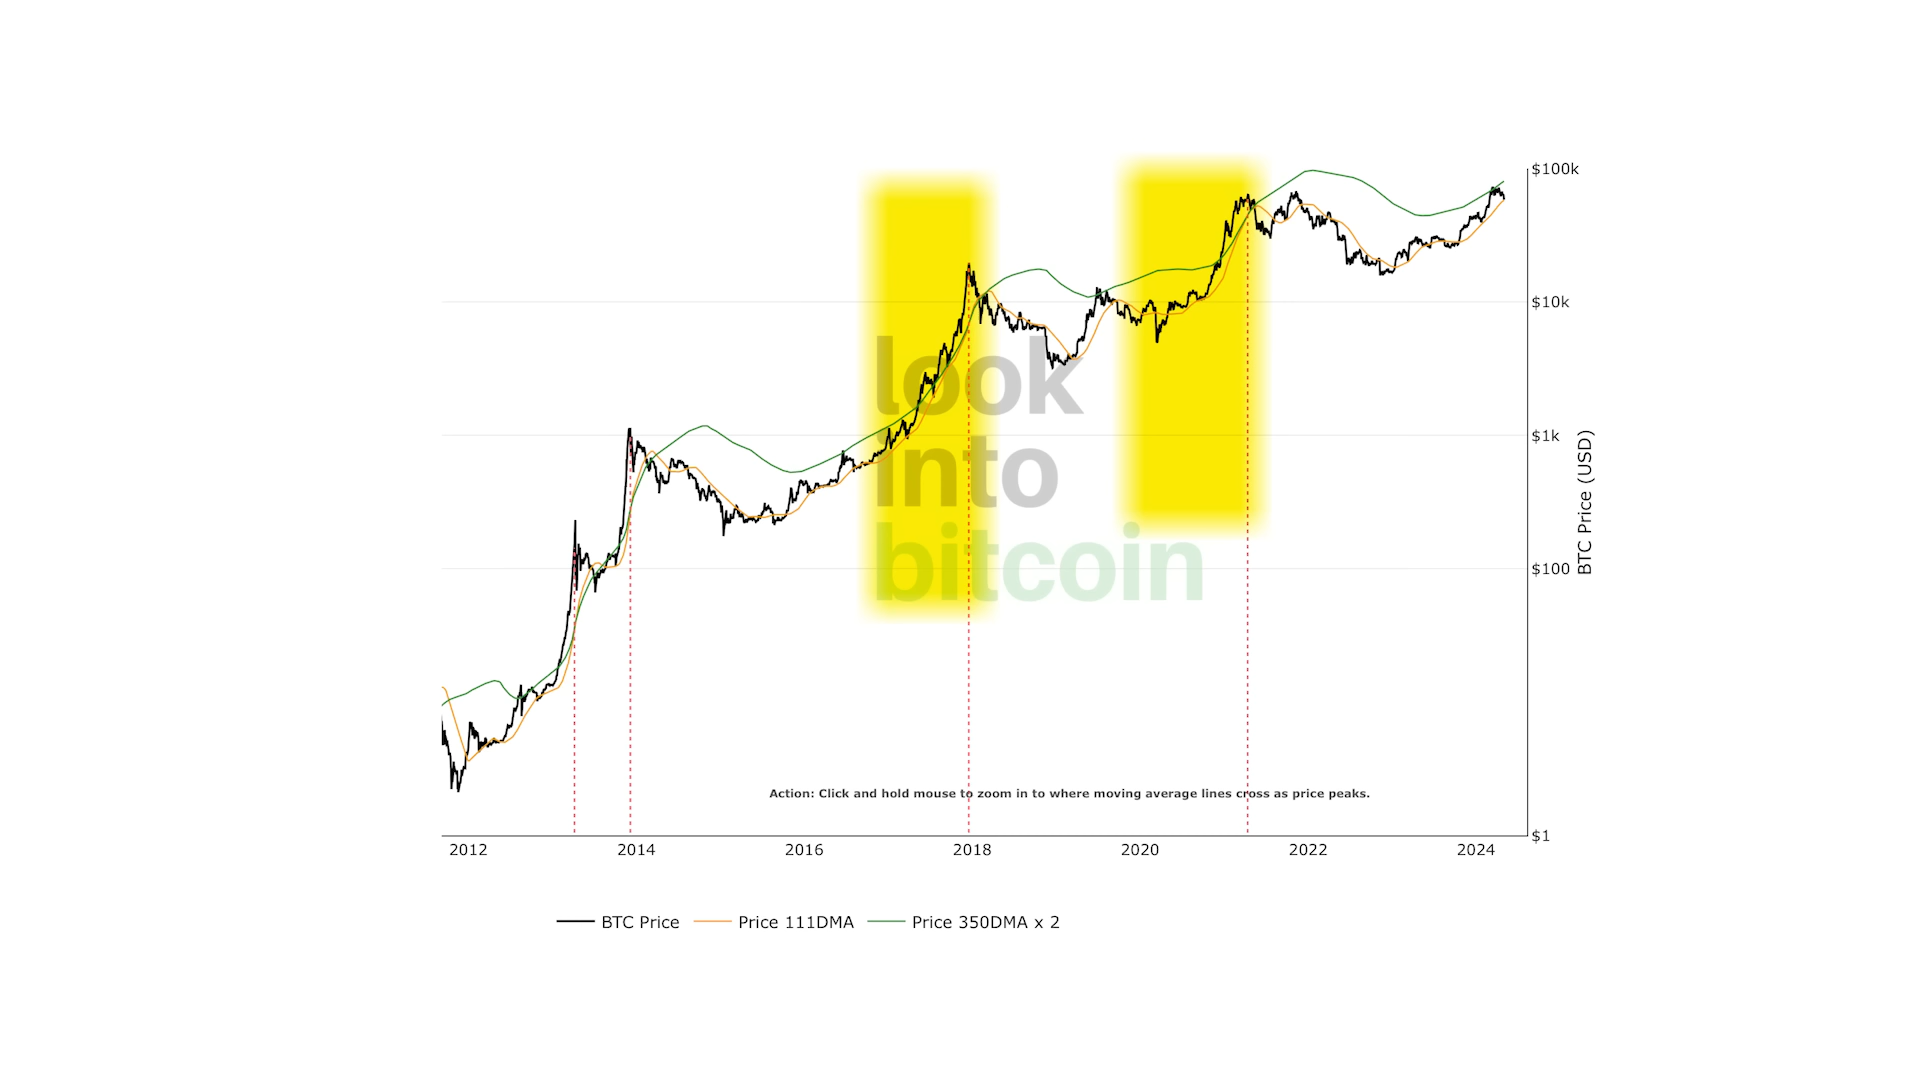 $100k
$10k
$1k
$100
$1
BTC Price (USD)
look
into
bitcoin
Action: Click and hold mouse to zoom in to where moving average lines cross as price peaks.
2012 2014 2016 2018 2020 2022 2024
BTC Price Price 111DMA Price 350DMA x 2